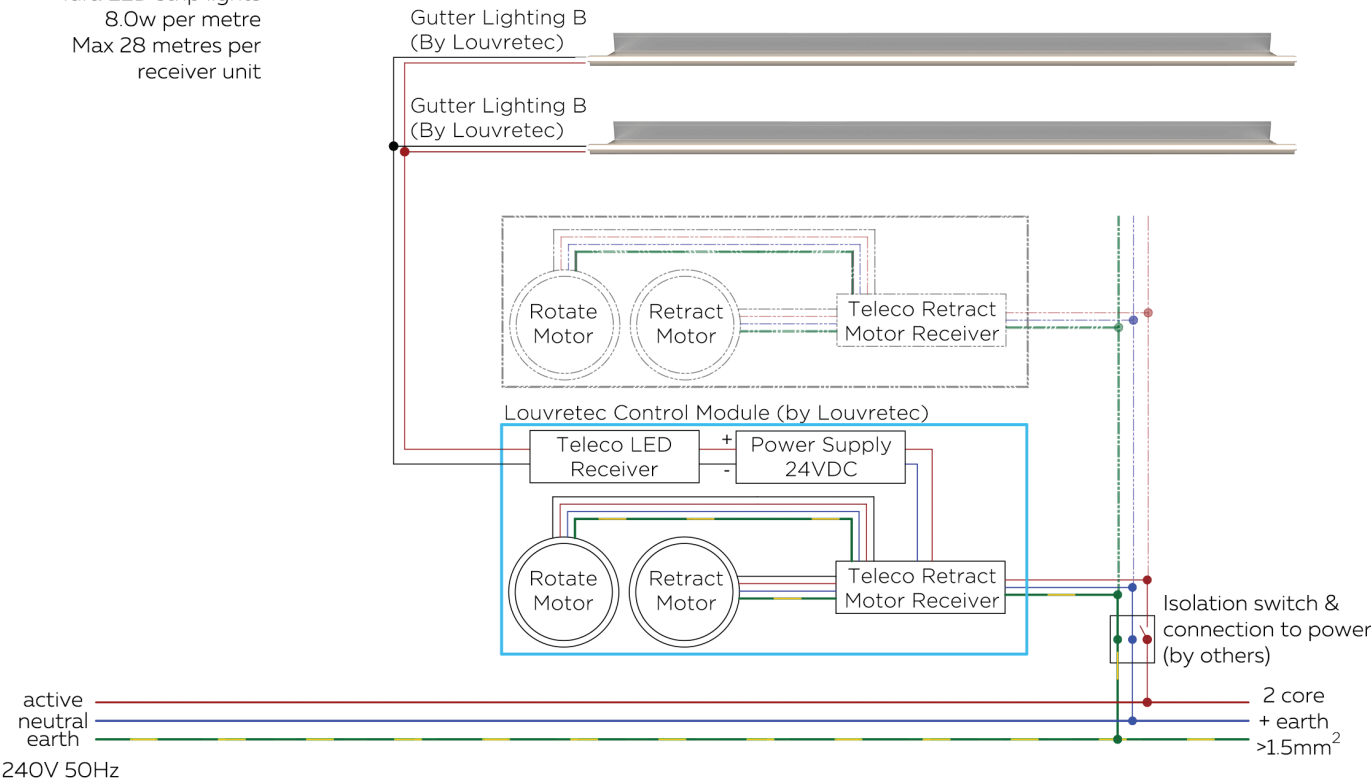 8.0w per metre
Max 28 metres per
receiver unit
Gutter Lighting B
(By Louvretec)
Gutter Lighting B
(By Louvretec)
Rotate
Motor
Retract
Motor
Teleco Retract
Motor Receiver
Louvretec Control Module (by Louvretec)
Teleco LED
Receiver
+
-
Power Supply
24VDC
Rotate
Motor
Retract
Motor
Teleco Retract
Motor Receiver
Isolation switch &
connection to power
(by others)
active
neutral
earth
240V 50Hz
2 core
+ earth
>1.5mm²